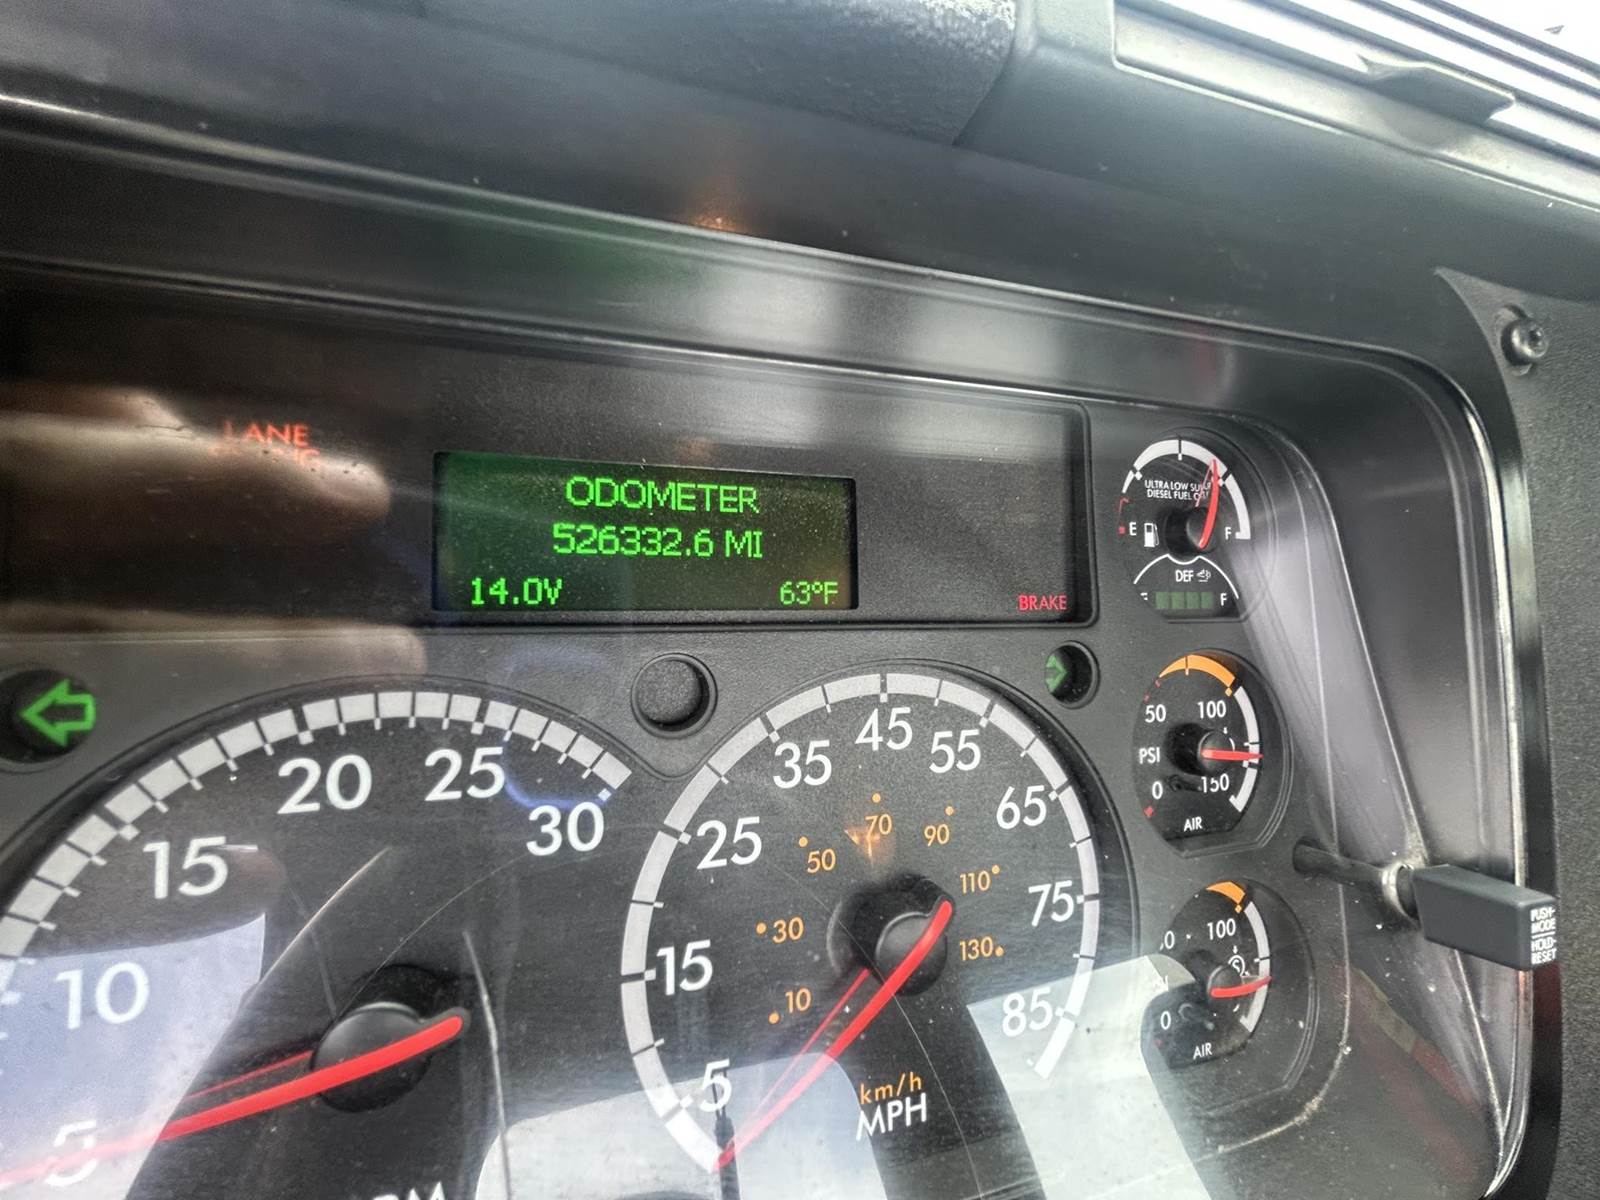 LANE
ODOMETER
526332.6 MI
14.0V
63°F
BRAKE
ULTRA LOW
DIESEL FUEL
E
F
DEF
F
50
100
PSI
0
150
AIR
100
0
AIR
PUSH-
MODE
HOLD-
RESET
5
10
15
20
25
30
5
15
25
35
45
55
65
75
85
10
30
50
70
90
110
130
km/h
MPH